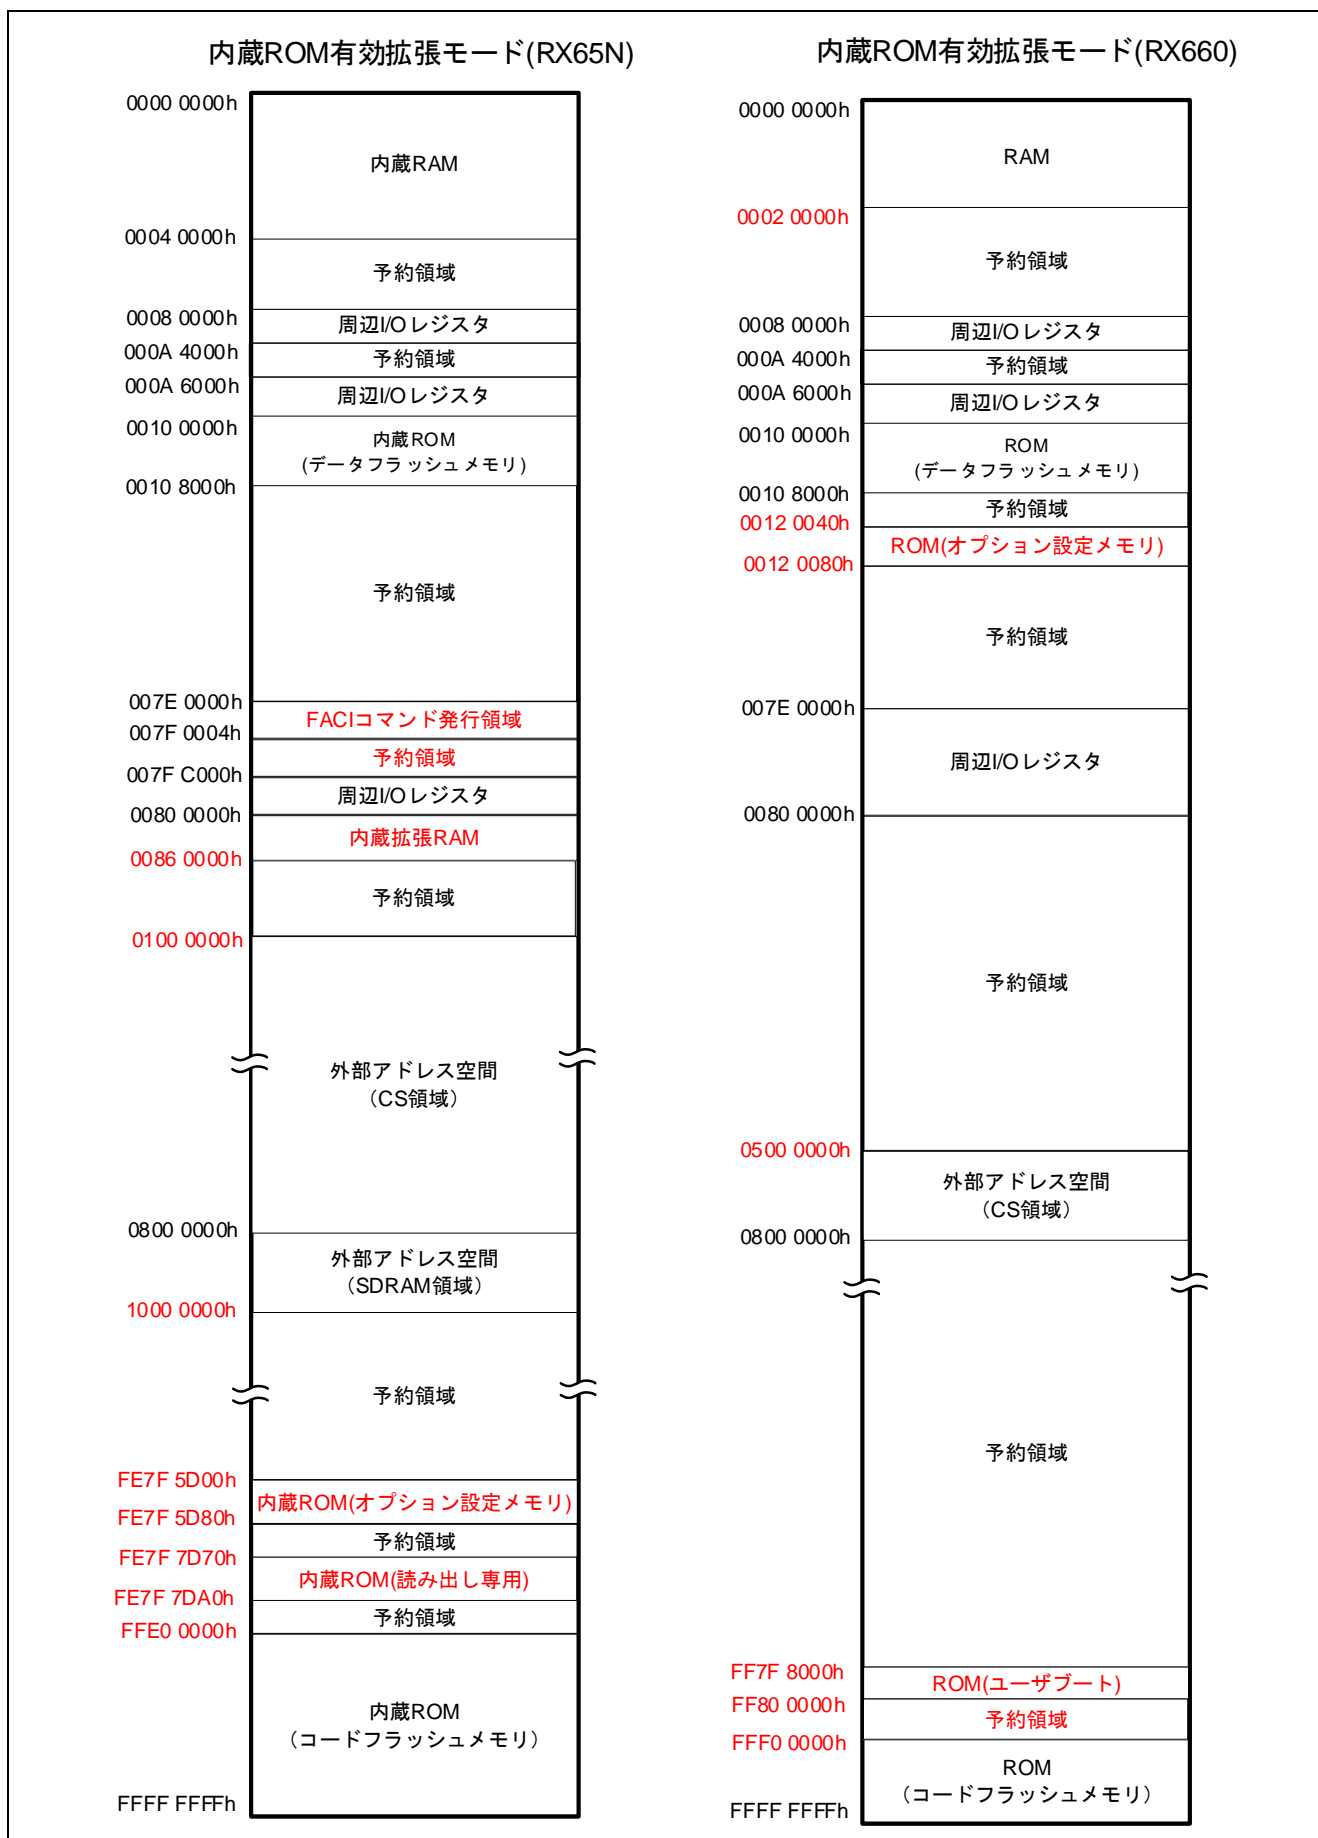 内蔵ROM有効拡張モード(RX65N)
0000 0000h
内蔵RAM
0004 0000h
予約領域
0008 0000h
周辺I/Oレジスタ
000A 4000h
予約領域
000A 6000h
周辺I/Oレジスタ
0010 0000h
内蔵ROM
(データフラッシュメモリ)
0010 8000h
予約領域
007E 0000h
FACIコマンド発行領域
007F 0004h
予約領域
007F C000h
周辺I/Oレジスタ
0080 0000h
内蔵拡張RAM
0086 0000h
予約領域
0100 0000h
外部アドレス空間
（CS領域）
0800 0000h
外部アドレス空間
（SDRAM領域）
1000 0000h
予約領域
FE7F 5D00h
内蔵ROM(オプション設定メモリ)
FE7F 5D80h
予約領域
FE7F 7D70h
内蔵ROM(読み出し専用)
FE7F 7DA0h
予約領域
FFE0 0000h
内蔵ROM
（コードフラッシュメモリ）
FFFF FFFFh
内蔵ROM有効拡張モード(RX660)
0000 0000h
RAM
0002 0000h
予約領域
0008 0000h
周辺I/Oレジスタ
000A 4000h
予約領域
000A 6000h
周辺I/Oレジスタ
0010 0000h
ROM
(データフラッシュメモリ)
0010 8000h
予約領域
0012 0040h
ROM(オプション設定メモリ)
0012 0080h
予約領域
007E 0000h
周辺I/Oレジスタ
0080 0000h
予約領域
0500 0000h
外部アドレス空間
（CS領域）
0800 0000h
予約領域
FF7F 8000h
ROM(ユーザブート)
FF80 0000h
予約領域
FFF0 0000h
ROM
（コードフラッシュメモリ）
FFFF FFFFh